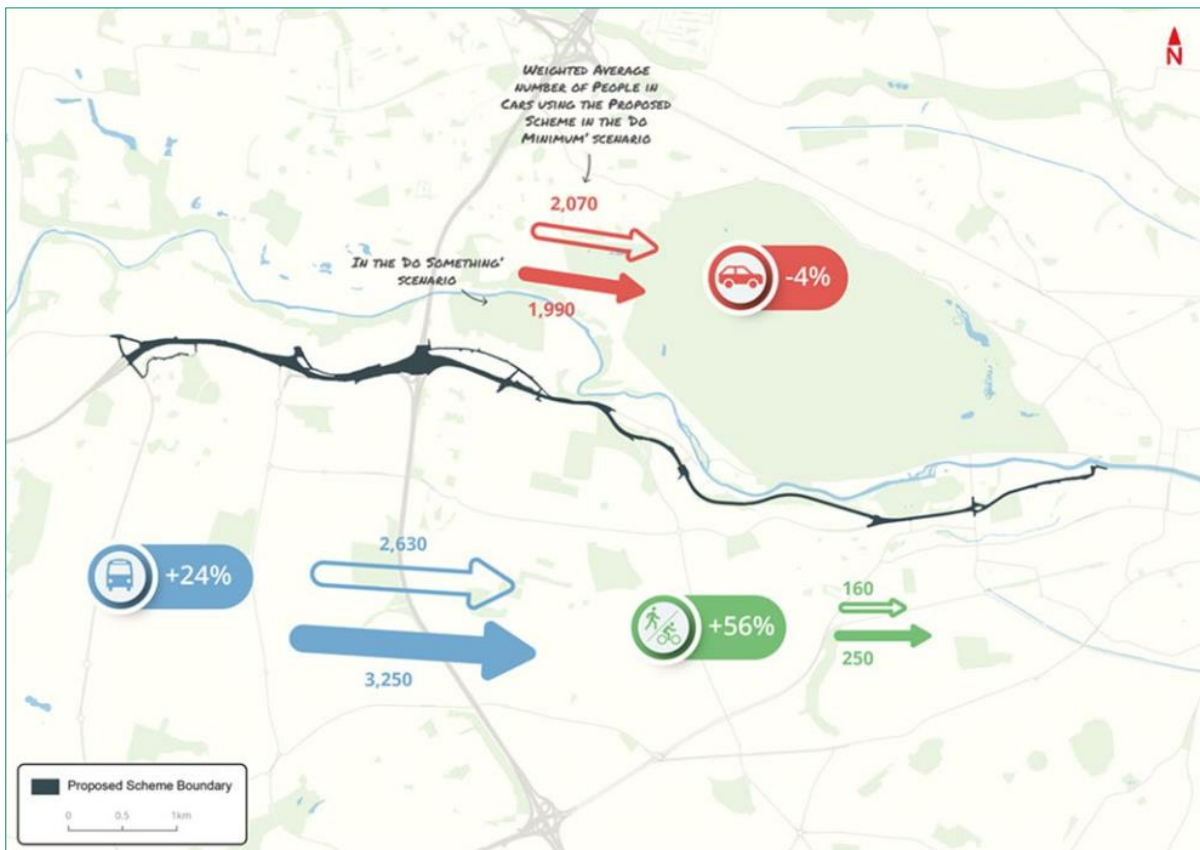 N
WEIGHTED AVERAGE
NUMBER OF PEOPLE IN
CARS USING THE PROPOSED
SCHEME IN THE 'DO
MINIMUM' SCENARIO
2,070
IN THE 'DO SOMETHING'
SCENARIO
1,990
-4%
+24%
2,630
3,250
+56%
160
250
Proposed Scheme Boundary
0 0.5 1km